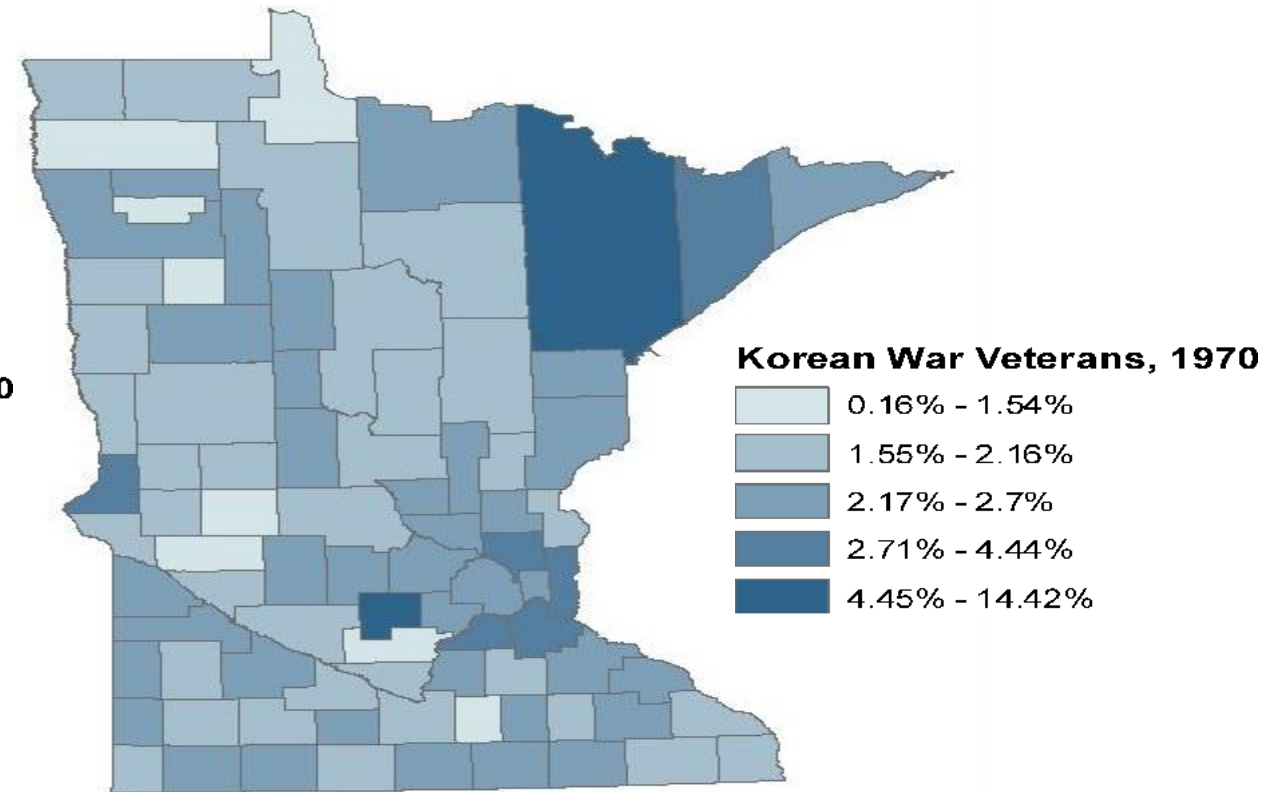 0
Korean War Veterans, 1970
0.16% - 1.54%
1.55% - 2.16%
2.17% - 2.7%
2.71% - 4.44%
4.45% - 14.42%